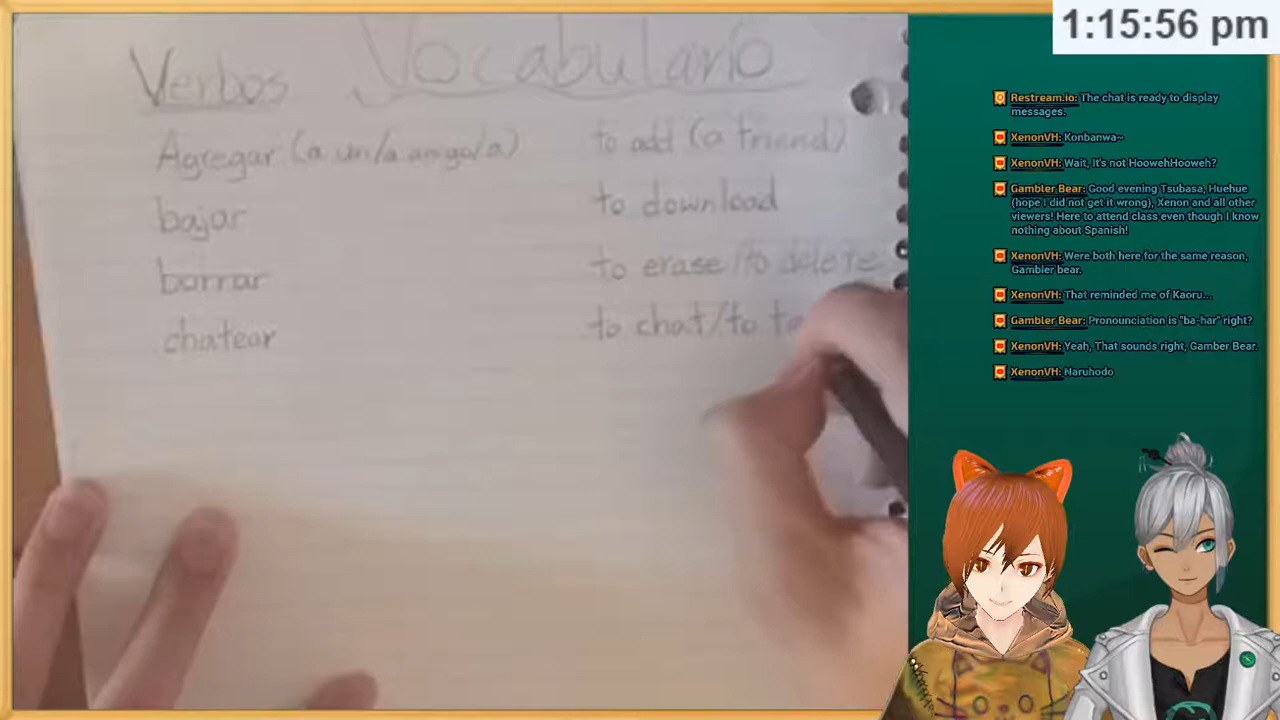 1:15:56 pm
Verbos Vocabulario
Agregar (a un/a amigo/a) to add (a friend)
bajar to download
borrar to erase/to delete
chatear to chat/to ta
Restream.io: The chat is ready to display
messages.
XenonVH: Konbanwa~
XenonVH: Wait, It's not HoowehHooweh?
Gambler Bear: Good evening Tsubasa, Huehue
(hope I did not get it wrong), Xenon and all other
viewers! Here to attend class even though I know
nothing about Spanish!
XenonVH: Were both here for the same reason,
Gambler bear.
XenonVH: That reminded me of Kaoru...
Gambler Bear: Pronounciation is "ba-har" right?
XenonVH: Yeah, That sounds right, Gamber Bear.
XenonVH: Naruhodo